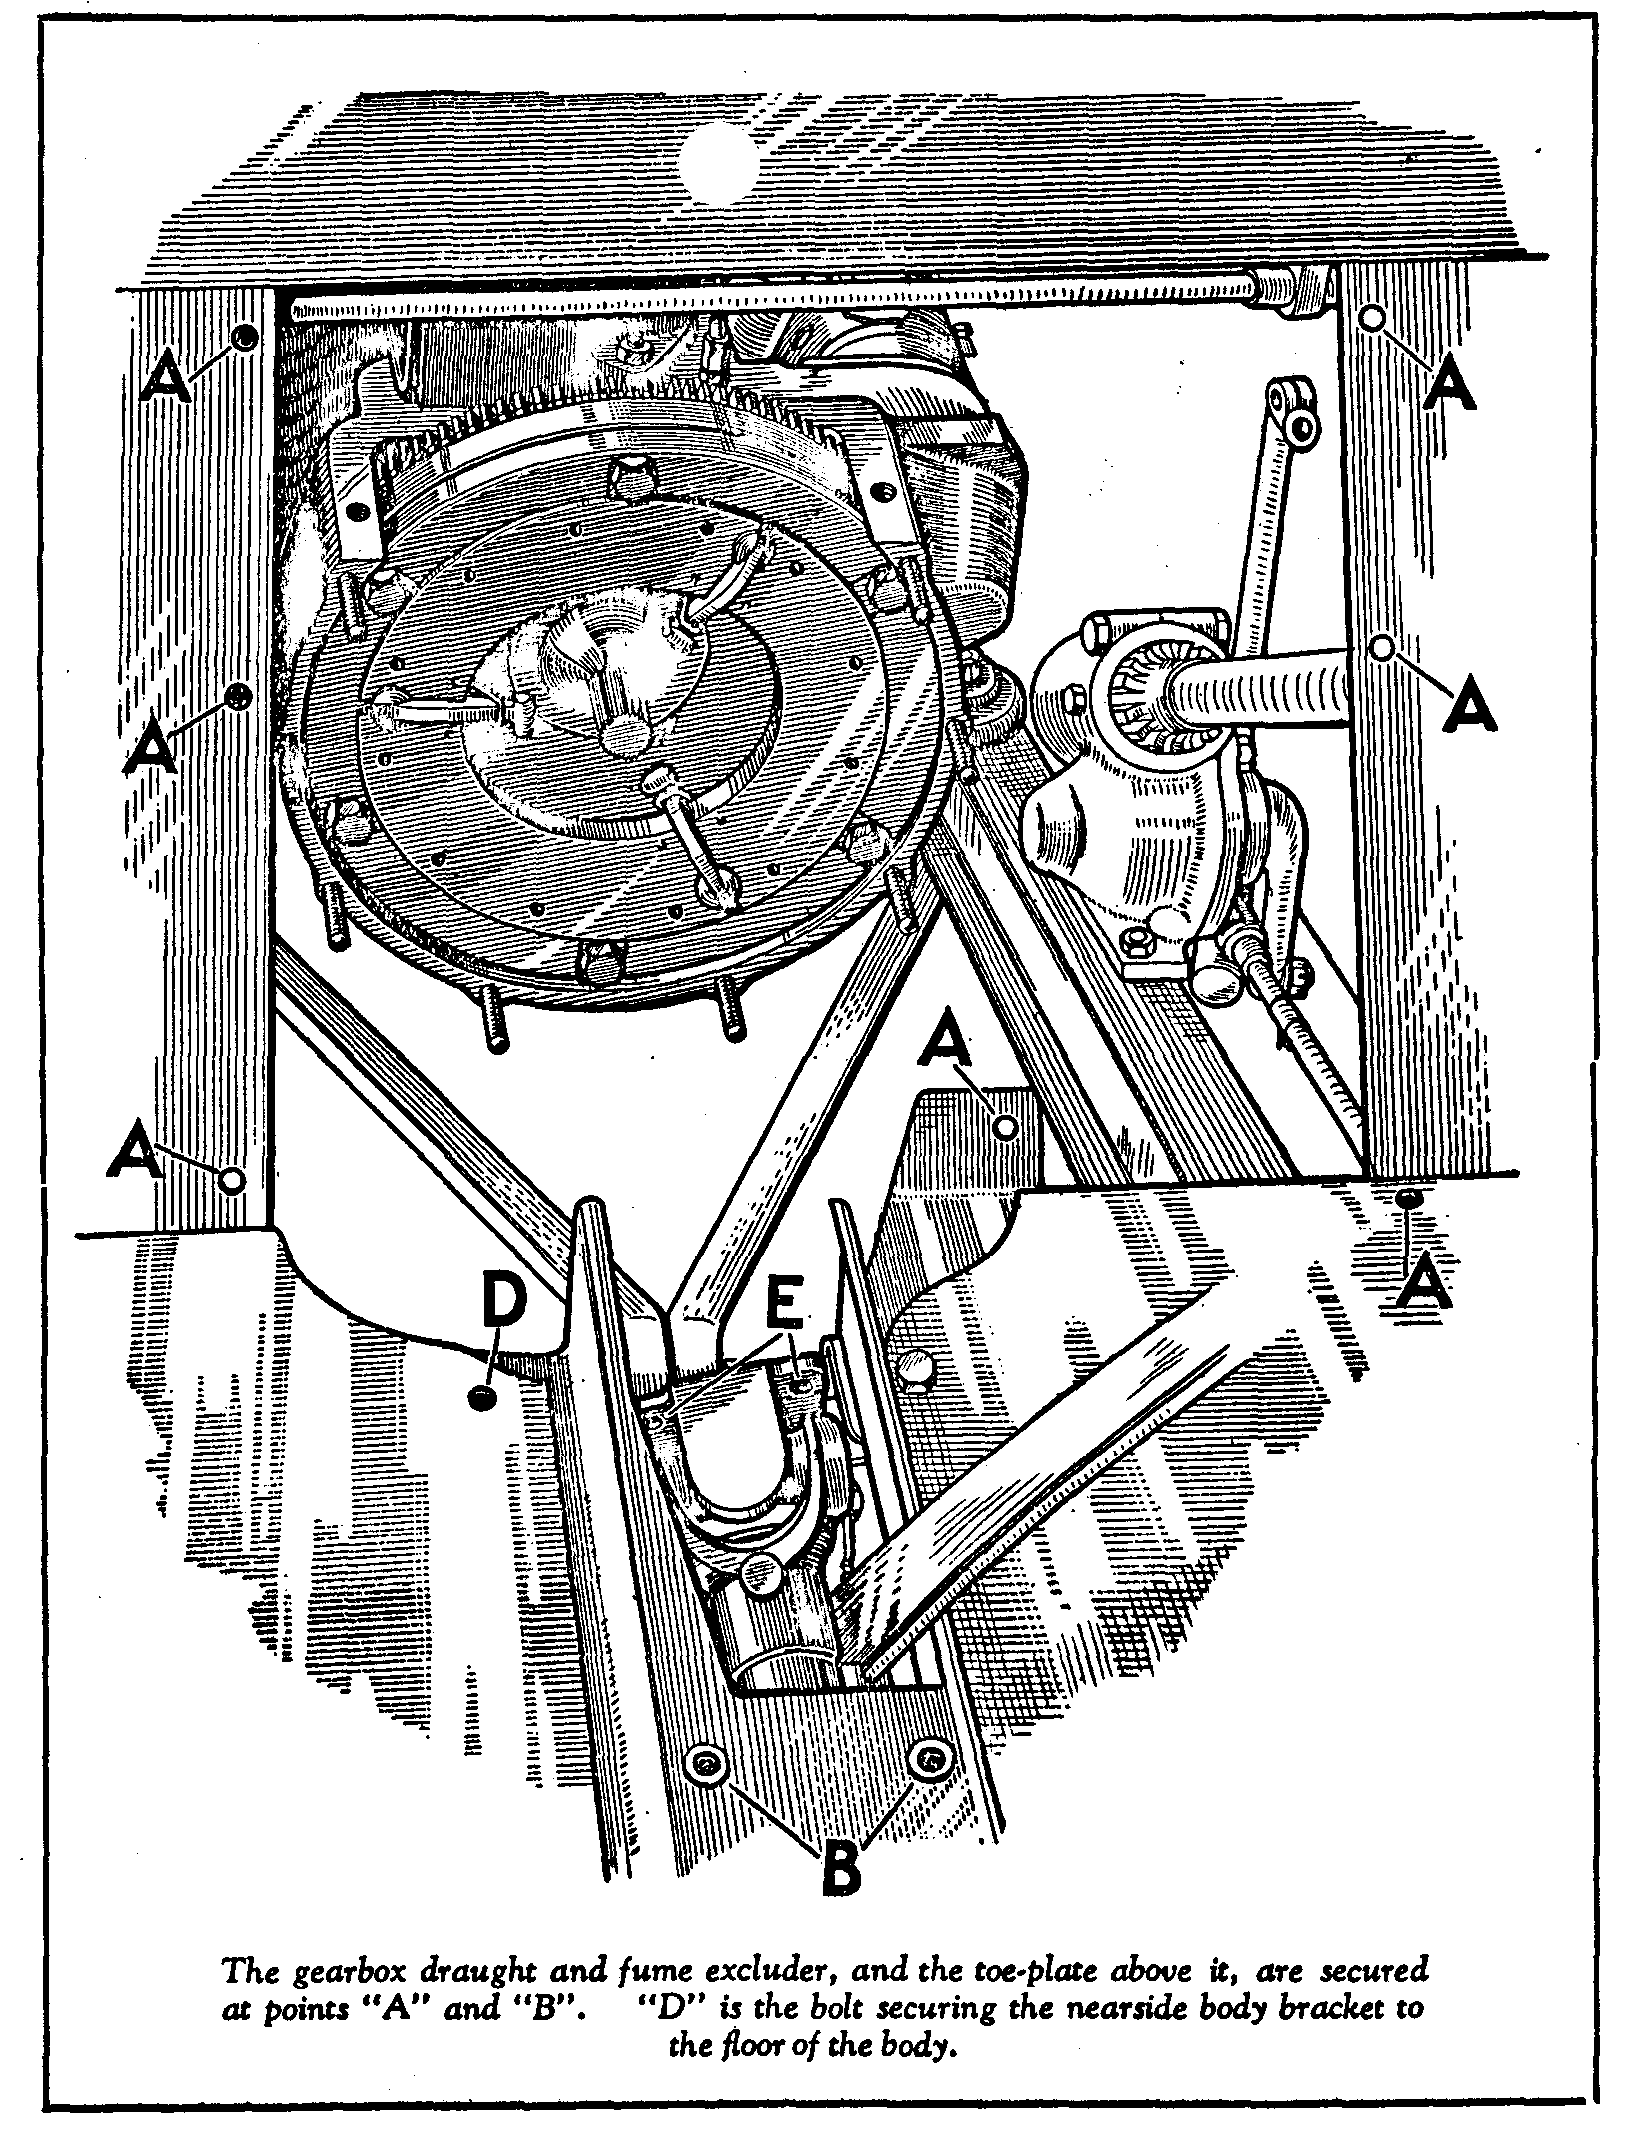 A
A
A
A
A
A
D
E
A
B
The gearbox draught and fume excluder, and the toe-plate above it, are secured
at points "A" and "B". "D" is the bolt securing the nearside body bracket to
the floor of the body.